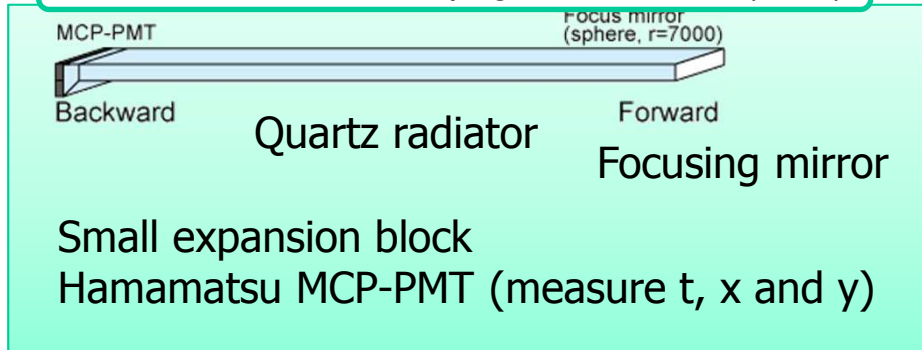 MCP-PMT
Focus mirror
(sphere, r=7000)
Backward
Forward
Quartz radiator
Focusing mirror
Small expansion block
Hamamatsu MCP-PMT (measure t, x and y)